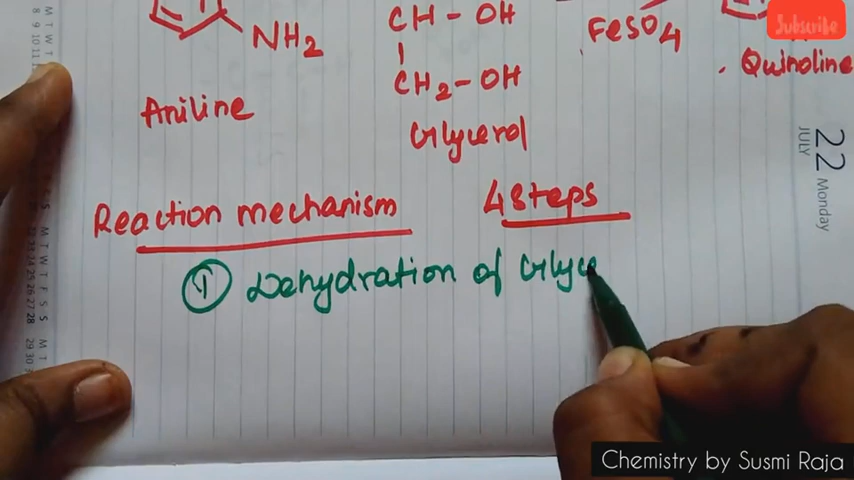 Subscribe
CH - OH
NH2
FeSO4
CH2 - OH
Quinoline
Aniline
Glycerol
22
JULY
Monday
Reaction mechanism 4 Steps
① Dehydration of Glyce
Chemistry by Susmi Raja